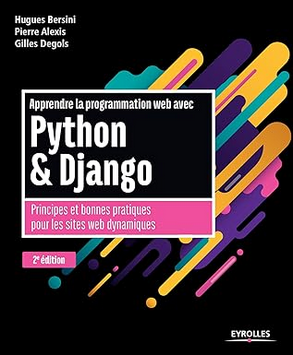 Hugues Bersini
Pierre Alexis
Gilles Degols
Apprendre la programmation web avec
Python
& Django
Principes et bonnes pratiques
pour les sites web dynamiques
2e édition
EYROLLES